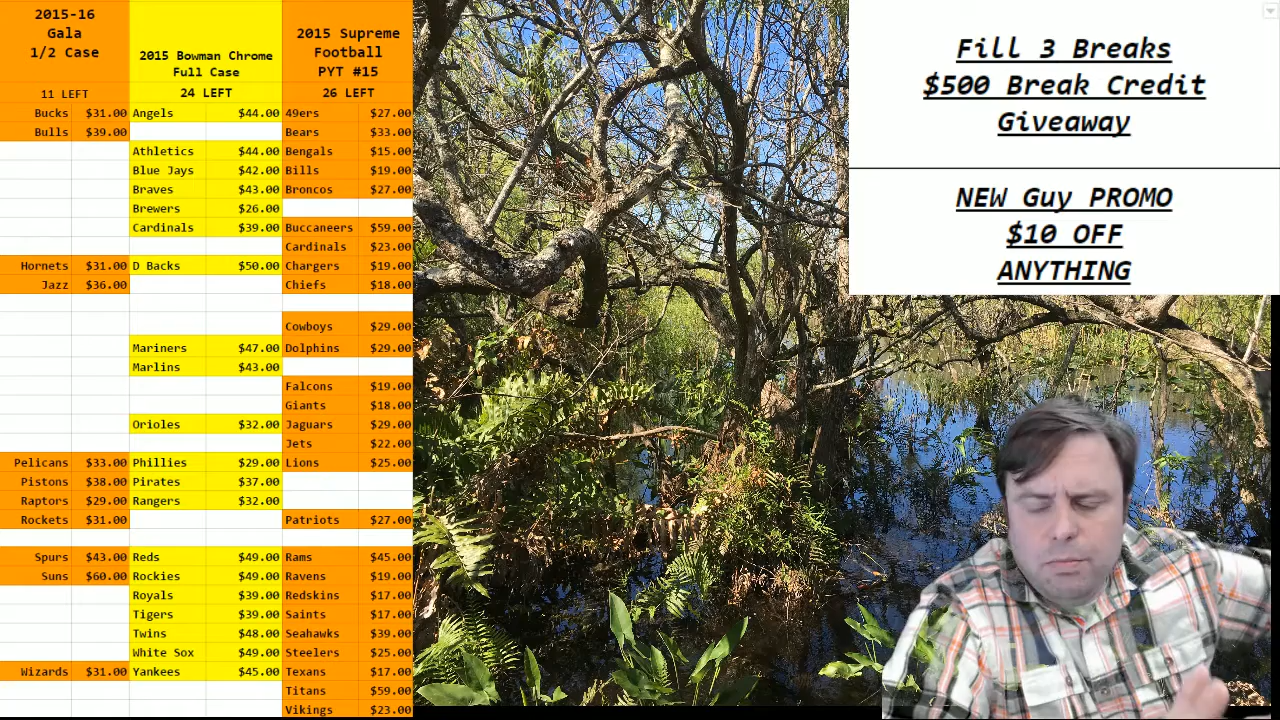 2015-16
Gala
1/2 Case
11 LEFT
Bucks $31.00
Bulls $39.00
Hornets $31.00
Jazz $36.00
Pelicans $33.00
Pistons $38.00
Raptors $29.00
Rockets $31.00
Spurs $43.00
Suns $60.00
Wizards $31.00
2015 Bowman Chrome
Full Case
24 LEFT
Angels $44.00
Athletics $44.00
Blue Jays $42.00
Braves $43.00
Brewers $26.00
Cardinals $39.00
D Backs $50.00
Mariners $47.00
Marlins $43.00
Orioles $32.00
Phillies $29.00
Pirates $37.00
Rangers $32.00
Reds $49.00
Rockies $49.00
Royals $39.00
Tigers $39.00
Twins $48.00
White Sox $49.00
Yankees $45.00
2015 Supreme
Football
PYT #15
26 LEFT
49ers $27.00
Bears $33.00
Bengals $15.00
Bills $19.00
Broncos $27.00
Buccaneers $59.00
Cardinals $23.00
Chargers $19.00
Chiefs $18.00
Cowboys $29.00
Dolphins $29.00
Falcons $19.00
Giants $18.00
Jaguars $29.00
Jets $22.00
Lions $25.00
Patriots $27.00
Rams $45.00
Ravens $19.00
Redskins $17.00
Saints $17.00
Seahawks $39.00
Steelers $25.00
Texans $17.00
Titans $59.00
Vikings $23.00
Fill 3 Breaks
$500 Break Credit
Giveaway
NEW Guy PROMO
$10 OFF
ANYTHING